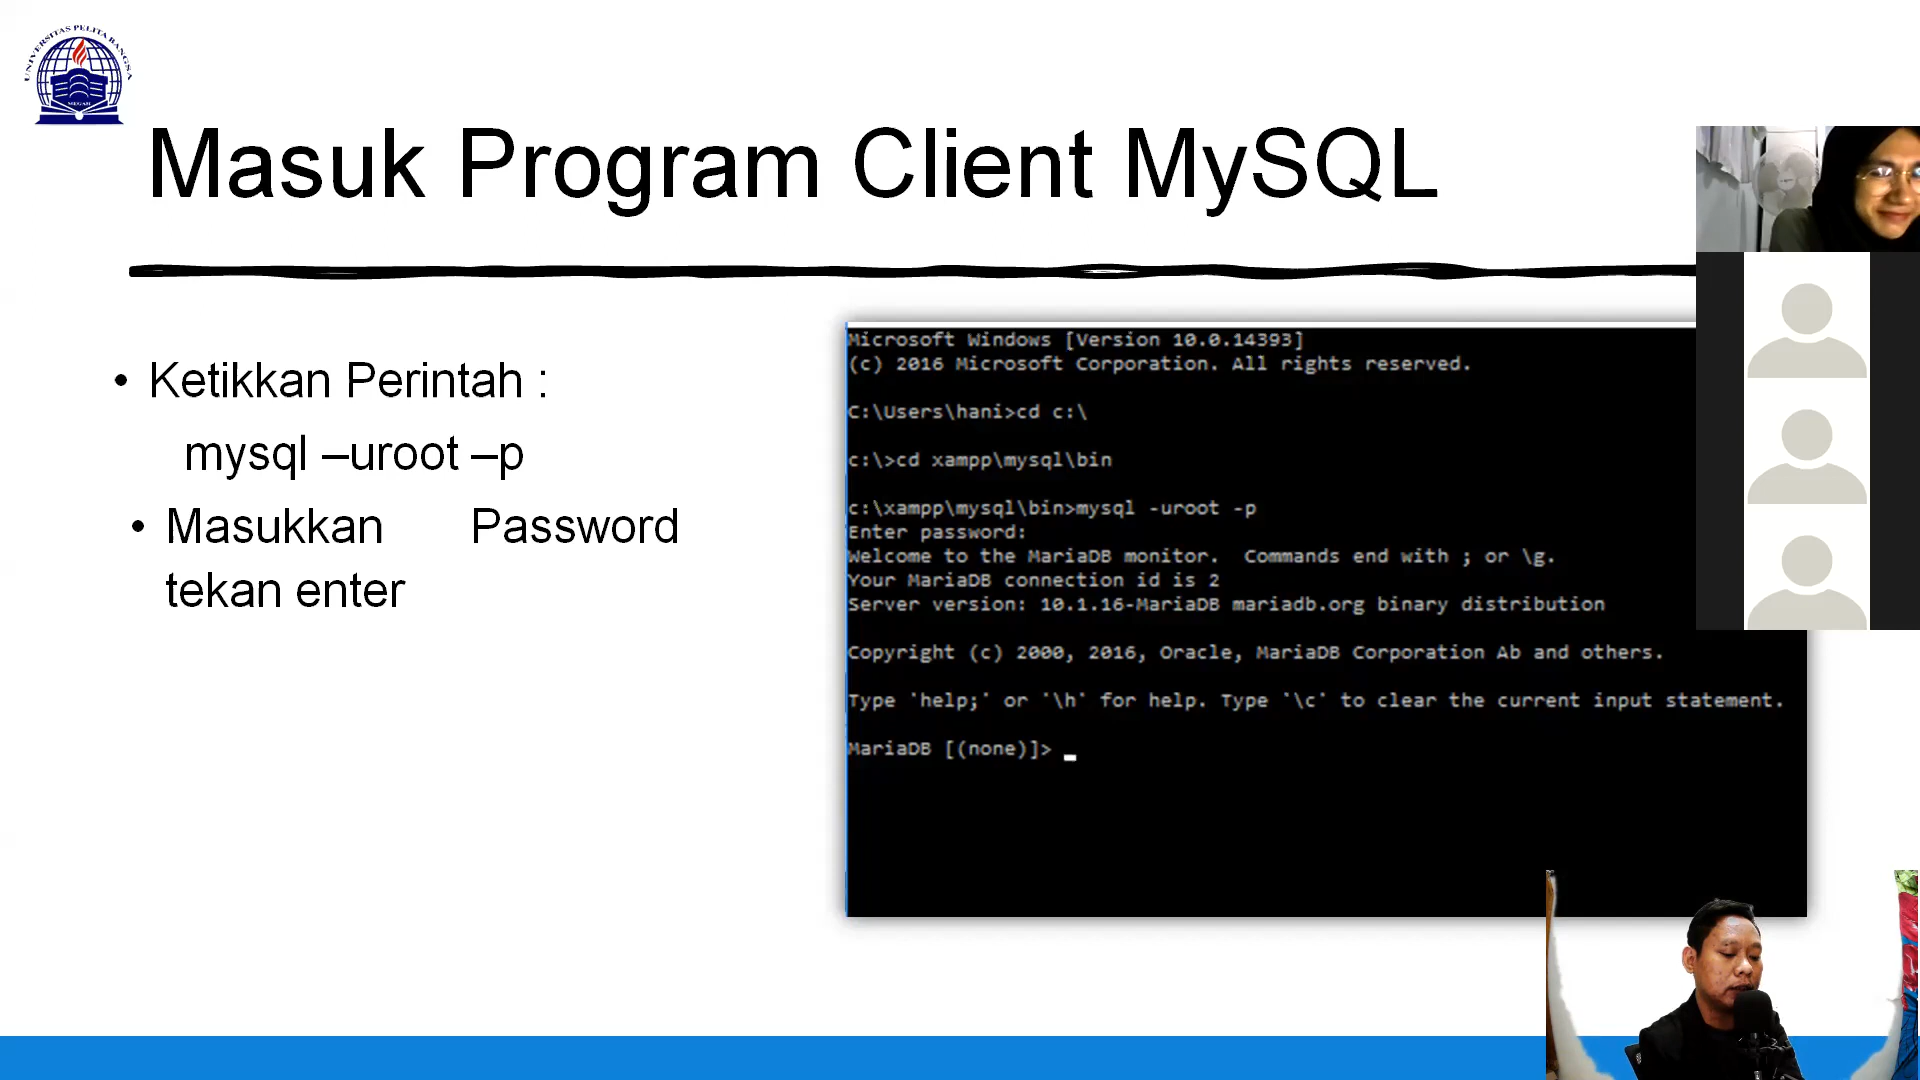 UNIVERSITAS PELITA BANGSA
MEGAH
Masuk Program Client MySQL
• Ketikkan Perintah :
mysql –uroot –p
• Masukkan Password
tekan enter
Microsoft Windows [Version 10.0.14393]
(c) 2016 Microsoft Corporation. All rights reserved.
C:\Users\hani>cd c:\
c:\>cd xampp\mysql\bin
c:\xampp\mysql\bin>mysql -uroot -p
Enter password:
Welcome to the MariaDB monitor.  Commands end with ; or \g.
Your MariaDB connection id is 2
Server version: 10.1.16-MariaDB mariadb.org binary distribution
Copyright (c) 2000, 2016, Oracle, MariaDB Corporation Ab and others.
Type 'help;' or '\h' for help. Type '\c' to clear the current input statement.
MariaDB [(none)]> _